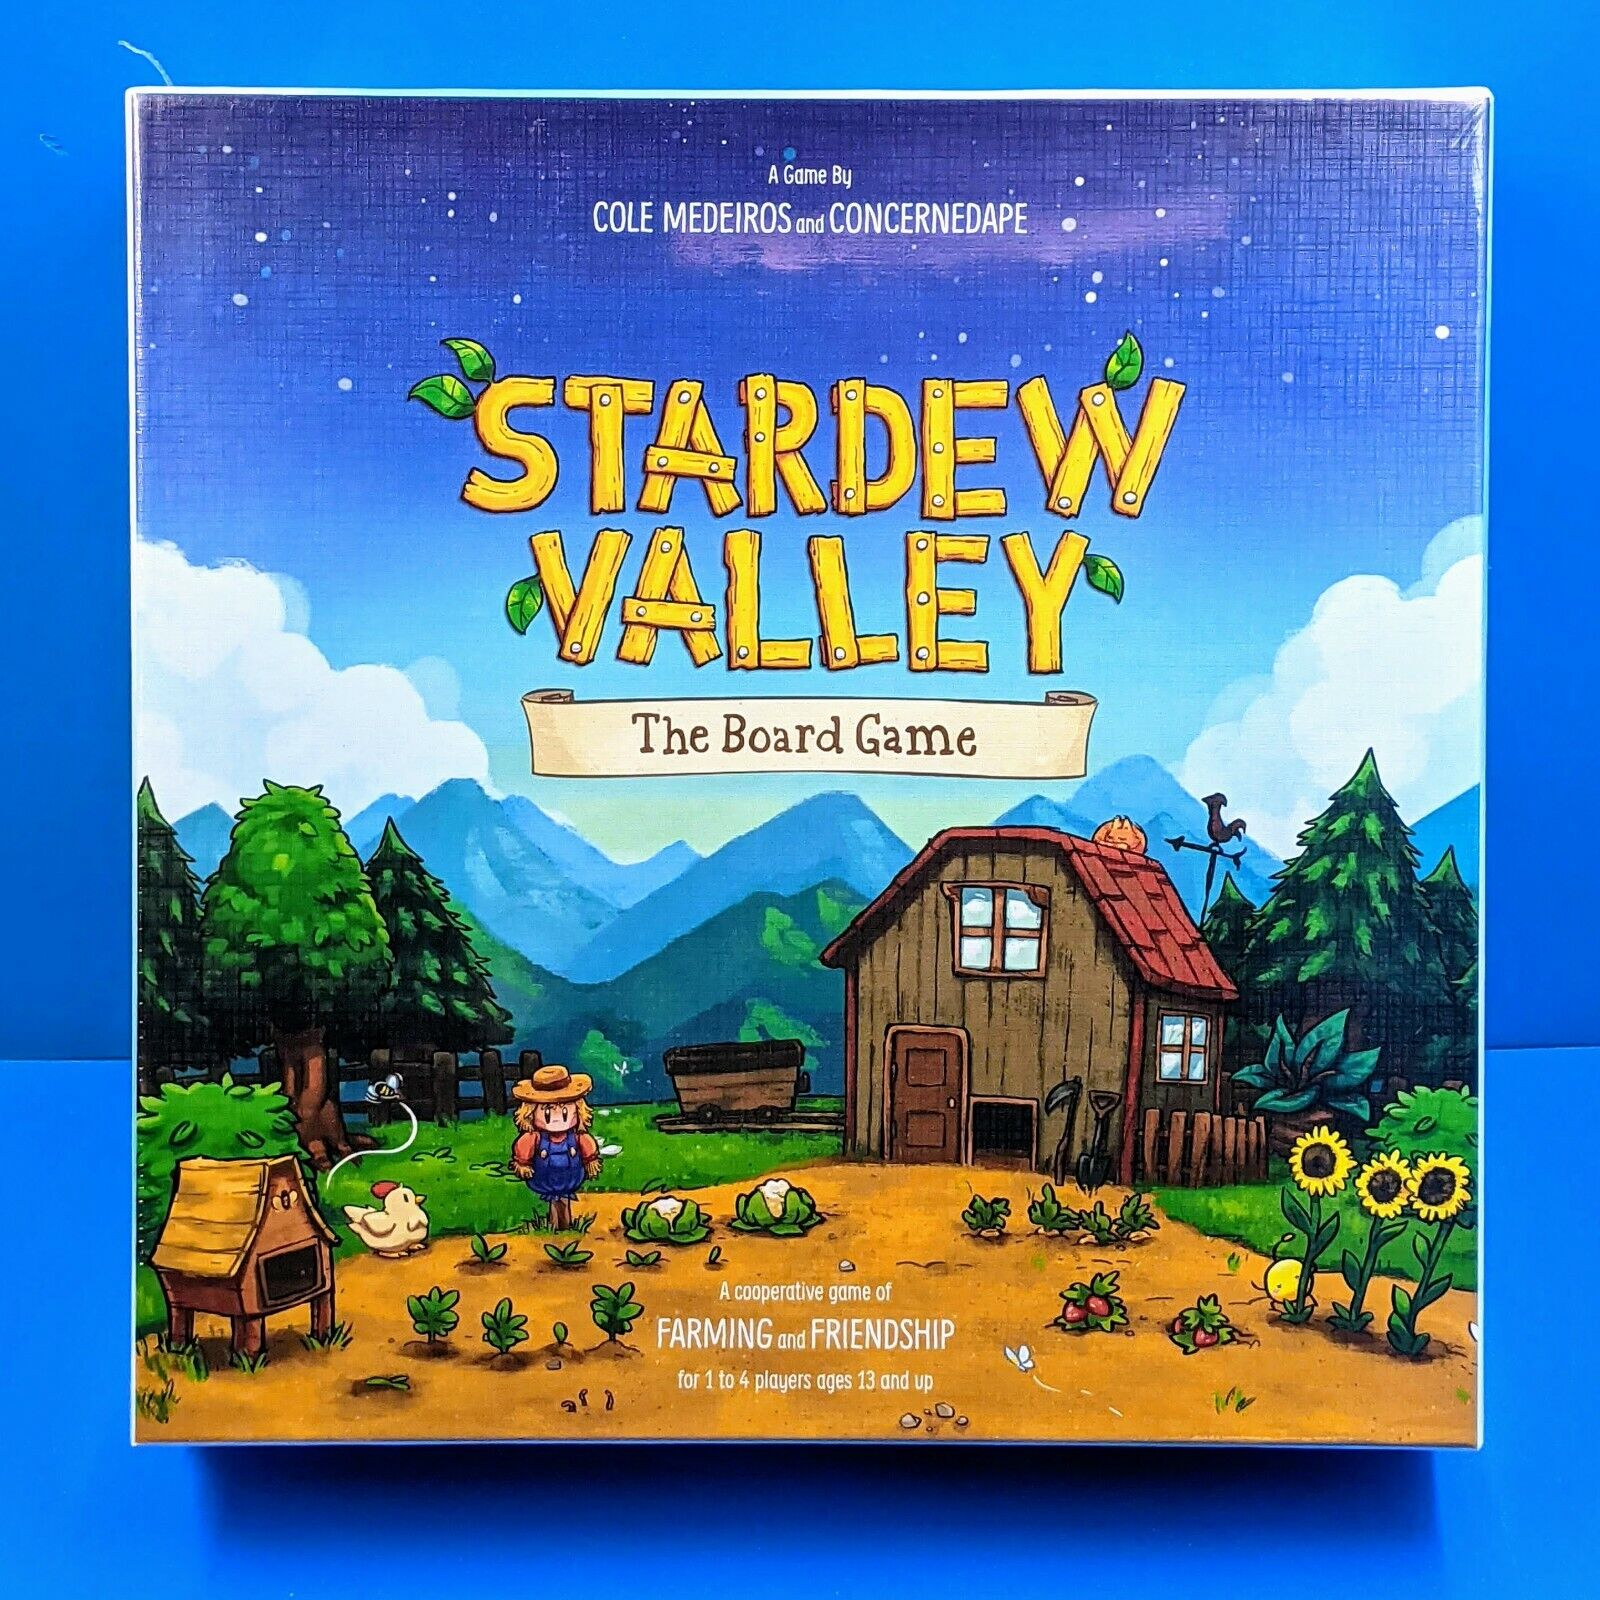 A Game By
COLE MEDEIROS and CONCERNEDAPE
STARDEW
VALLEY
The Board Game
A cooperative game of
FARMING and FRIENDSHIP
for 1 to 4 players ages 13 and up